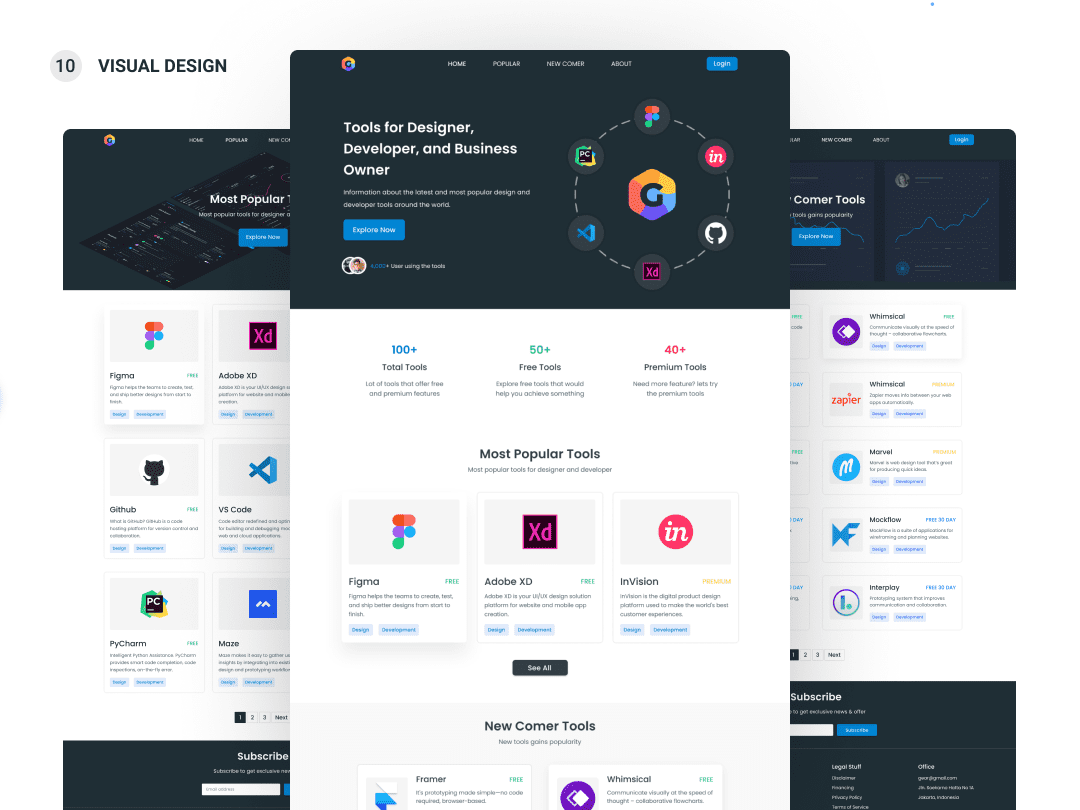 10 VISUAL DESIGN
HOME POPULAR NEW COMER ABOUT Login
Tools for Designer,
Developer, and Business
Owner
Information about the latest and most popular design and
developer tools around the world.
Explore Now
User using the tools
PC
in
Xd
100+
Total Tools
Lot of tools that offer free
and premium features
50+
Free Tools
Explore free tools that would
help you achieve something
40+
Premium Tools
Need more feature? lets try
the premium tools
Most Popular Tools
Most popular tools for designer and developer
Figma FREE
Figma helps the teams to create, test,
and ship better designs from start to
finish.
Design Development
Xd
Adobe XD FREE
Adobe XD is your UI/UX design solution
platform for website and mobile app
creation.
Design Development
in
InVision PREMIUM
InVision is the digital product design
platform used to make the world's best
customer experiences.
Design Development
See All
New Comer Tools
New tools gains popularity
Framer FREE
It's prototyping made simple—no code
required, browser-based.
Whimsical FREE
Communicate visually at the speed of
thought – collaborative flowcharts.
HOME POPULAR NEW
Most Popular
Most popular tools for designer
Explore Now
Figma FREE
Figma helps the teams to create, test,
and ship better designs from start to
finish.
Design Development
Xd
Adobe XD
Adobe XD is your UI/UX design
platform for website and mobile
creation.
Design Development
Github FREE
What is GitHub? GitHub is a code
hosting platform for version control and
collaboration.
Design Development
VS Code
Code editor redefined and
for building and debugging
web and cloud applications.
Design Development
PC
PyCharm FREE
Intelligent Python Assistance. PyCharm
provides smart code completion, code
inspections, on-the-fly error.
Design Development
Maze
Maze makes it easy to gather
insights by integrating into
design and prototyping
Design Development
1 2 3 Next
Subscribe
Subscribe to get exclusive
Email address
NEW COMER ABOUT Login
Comer Tools
tools gains popularity
Explore Now
FREE
code
Whimsical FREE
Communicate visually at the speed of
thought – collaborative flowcharts.
Design Development
DAY
zapier
Whimsical PREMIUM
Zapier moves info between your web
apps automatically.
Design Development
FREE
Marvel PREMIUM
Marvel is web design tool that's great
for producing quick ideas.
Design Development
DAY
Mockflow FREE 30 DAY
MockFlow is a suite of applications for
wireframing and planning websites.
Design Development
DAY
Interplay FREE 30 DAY
Prototyping system that improves
communication and collaboration.
Design Development
1 2 3 Next
Subscribe
to get exclusive news & offer
Subscribe
Legal Stuff Office
Disclaimer gear@gmail.com
Financing Jln. Soekarno Hatta No 1A
Privacy Policy Jakarta, Indonesia
Terms of Service